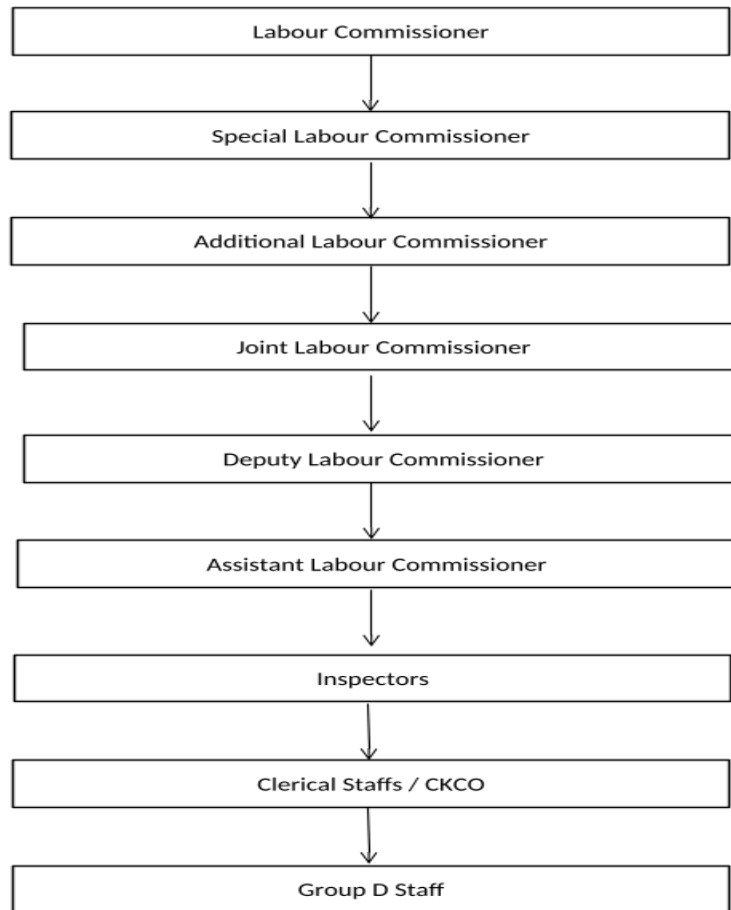 Labour Commissioner
Special Labour Commissioner
Additional Labour Commissioner
Joint Labour Commissioner
Deputy Labour Commissioner
Assistant Labour Commissioner
Inspectors
Clerical Staffs / CKCO
Group D Staff